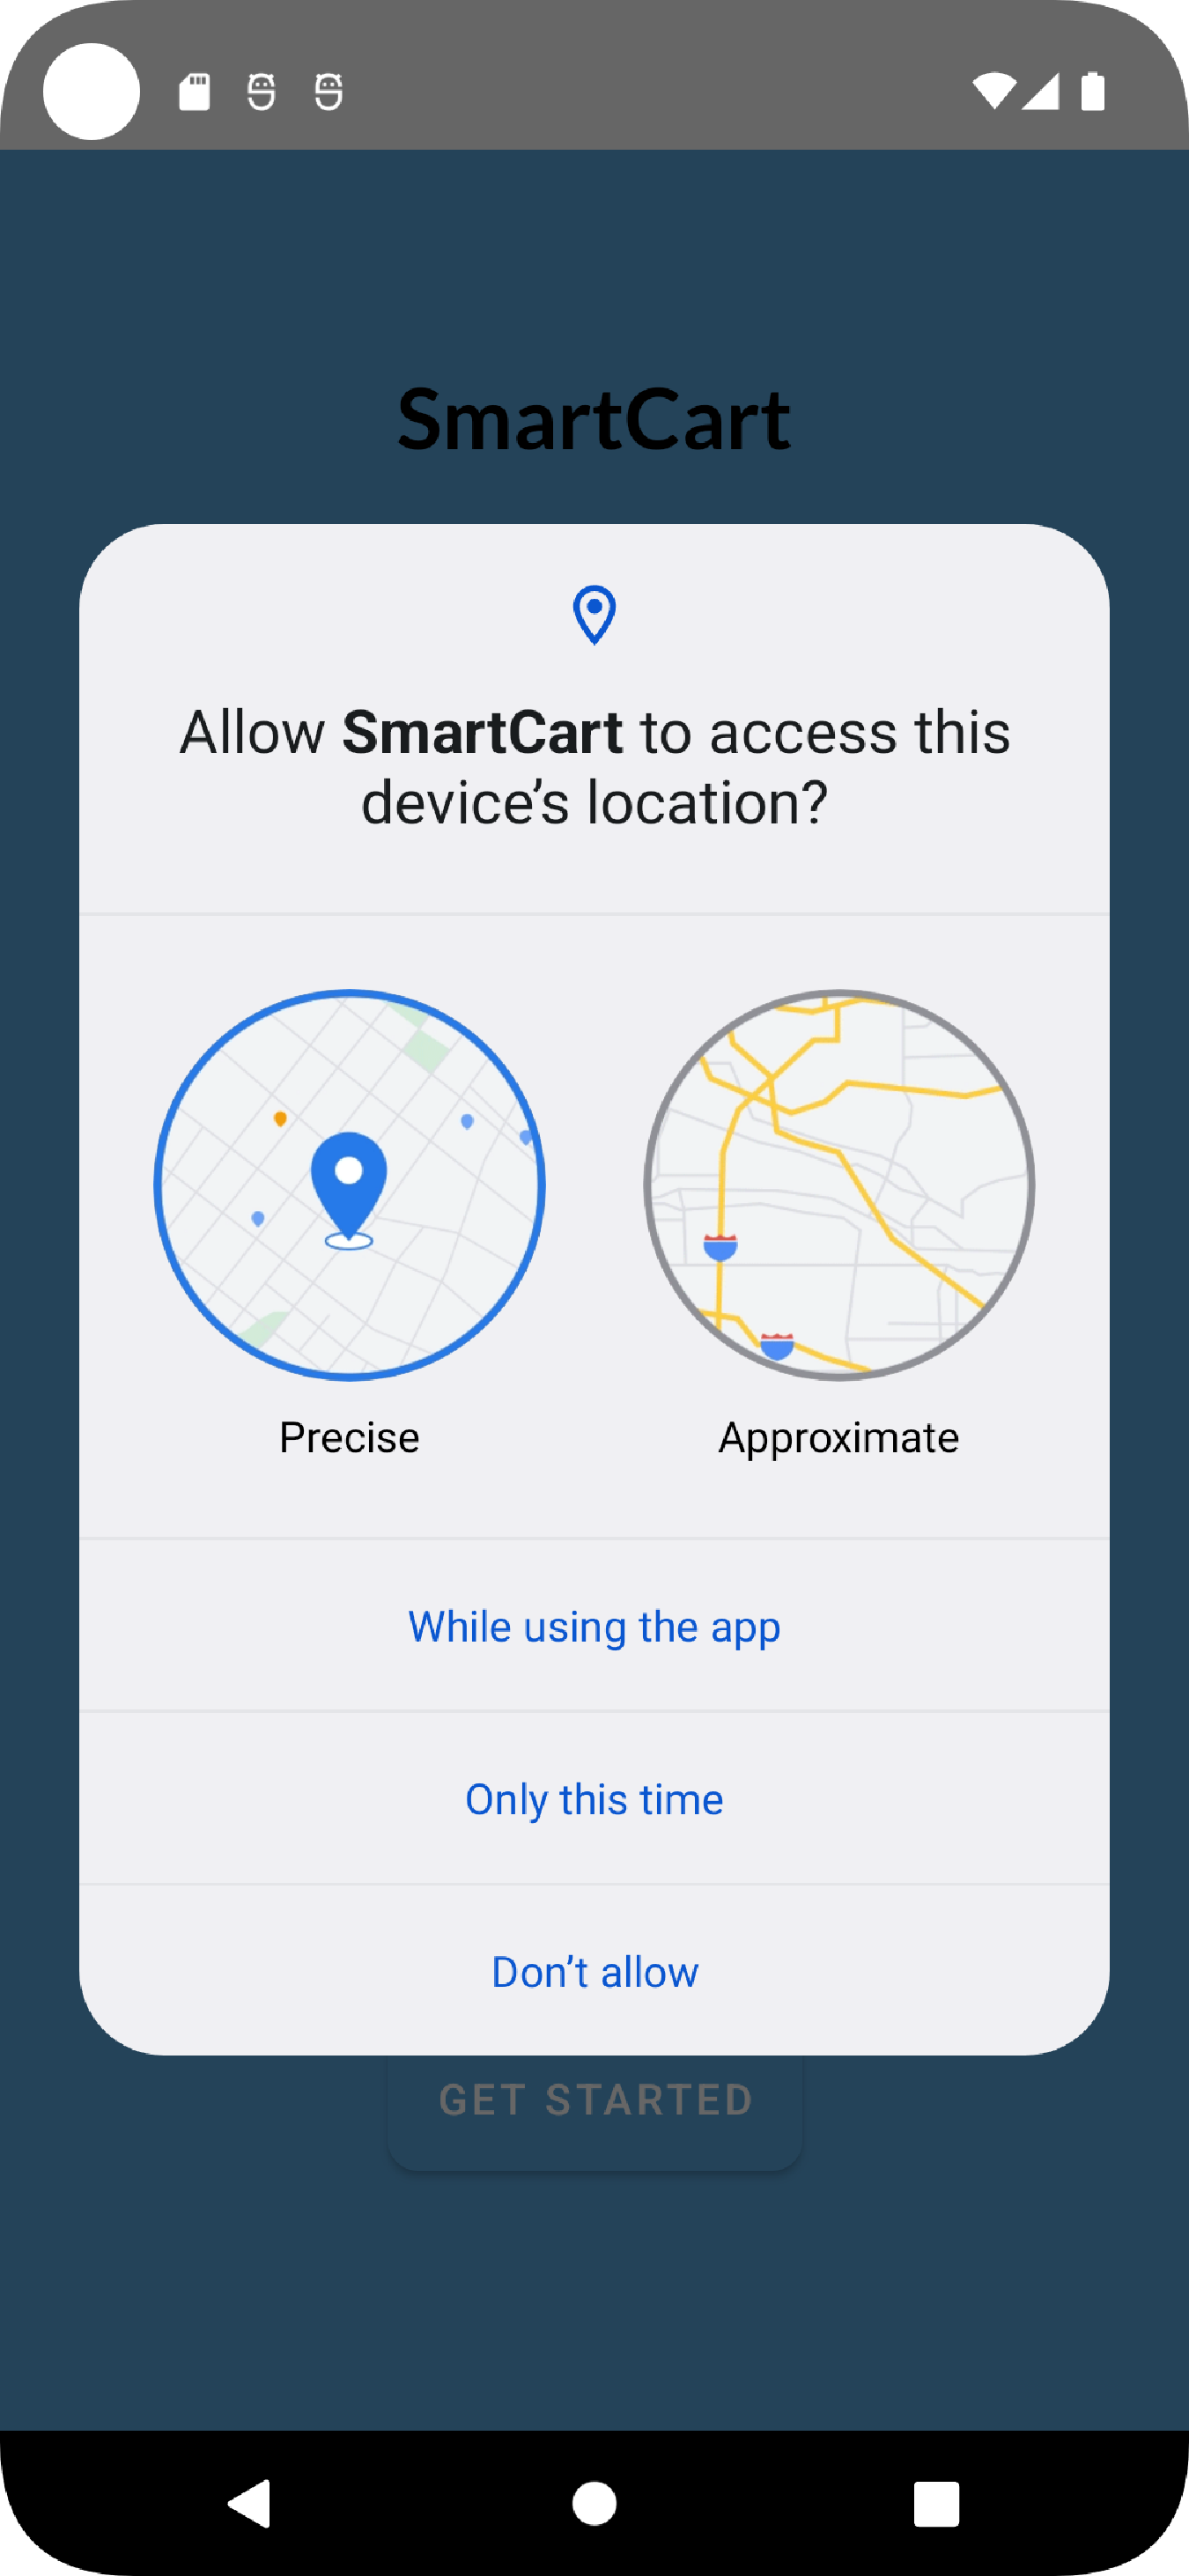 SmartCart
Allow SmartCart to access this
device’s location?
Precise
Approximate
While using the app
Only this time
Don’t allow
GET STARTED